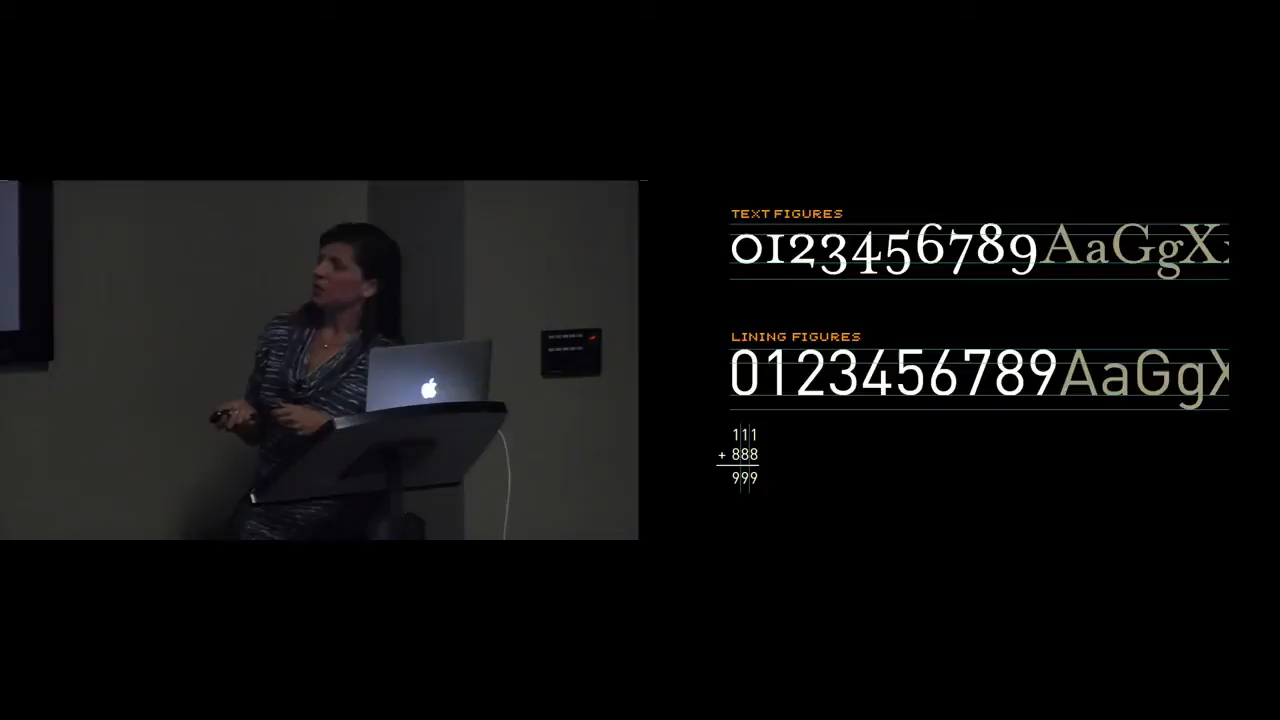 TEXT FIGURES
0123456789AaGgX
LINING FIGURES
0123456789AaGgX
111
+ 888
999